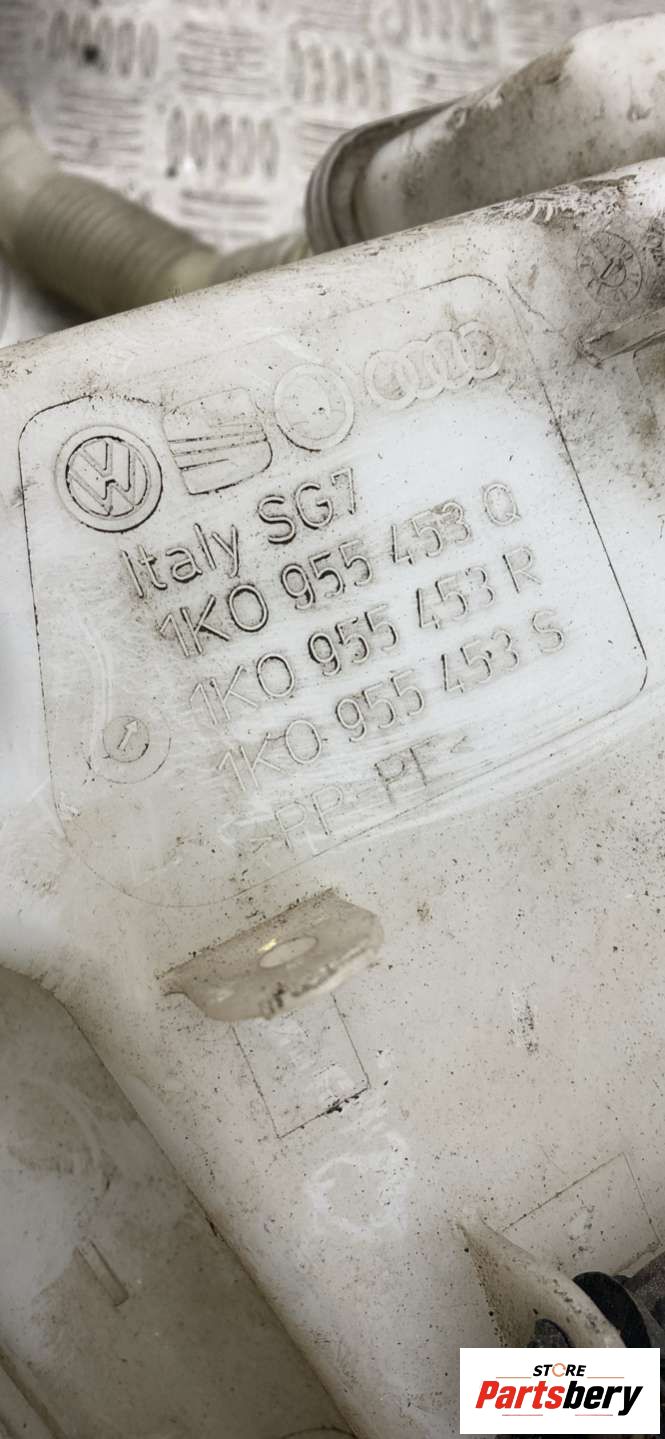 Italy SG7
1K0 955 453 Q
1K0 955 453 R
1K0 955 453 S
>PP-PE<
STORE
Partsbery